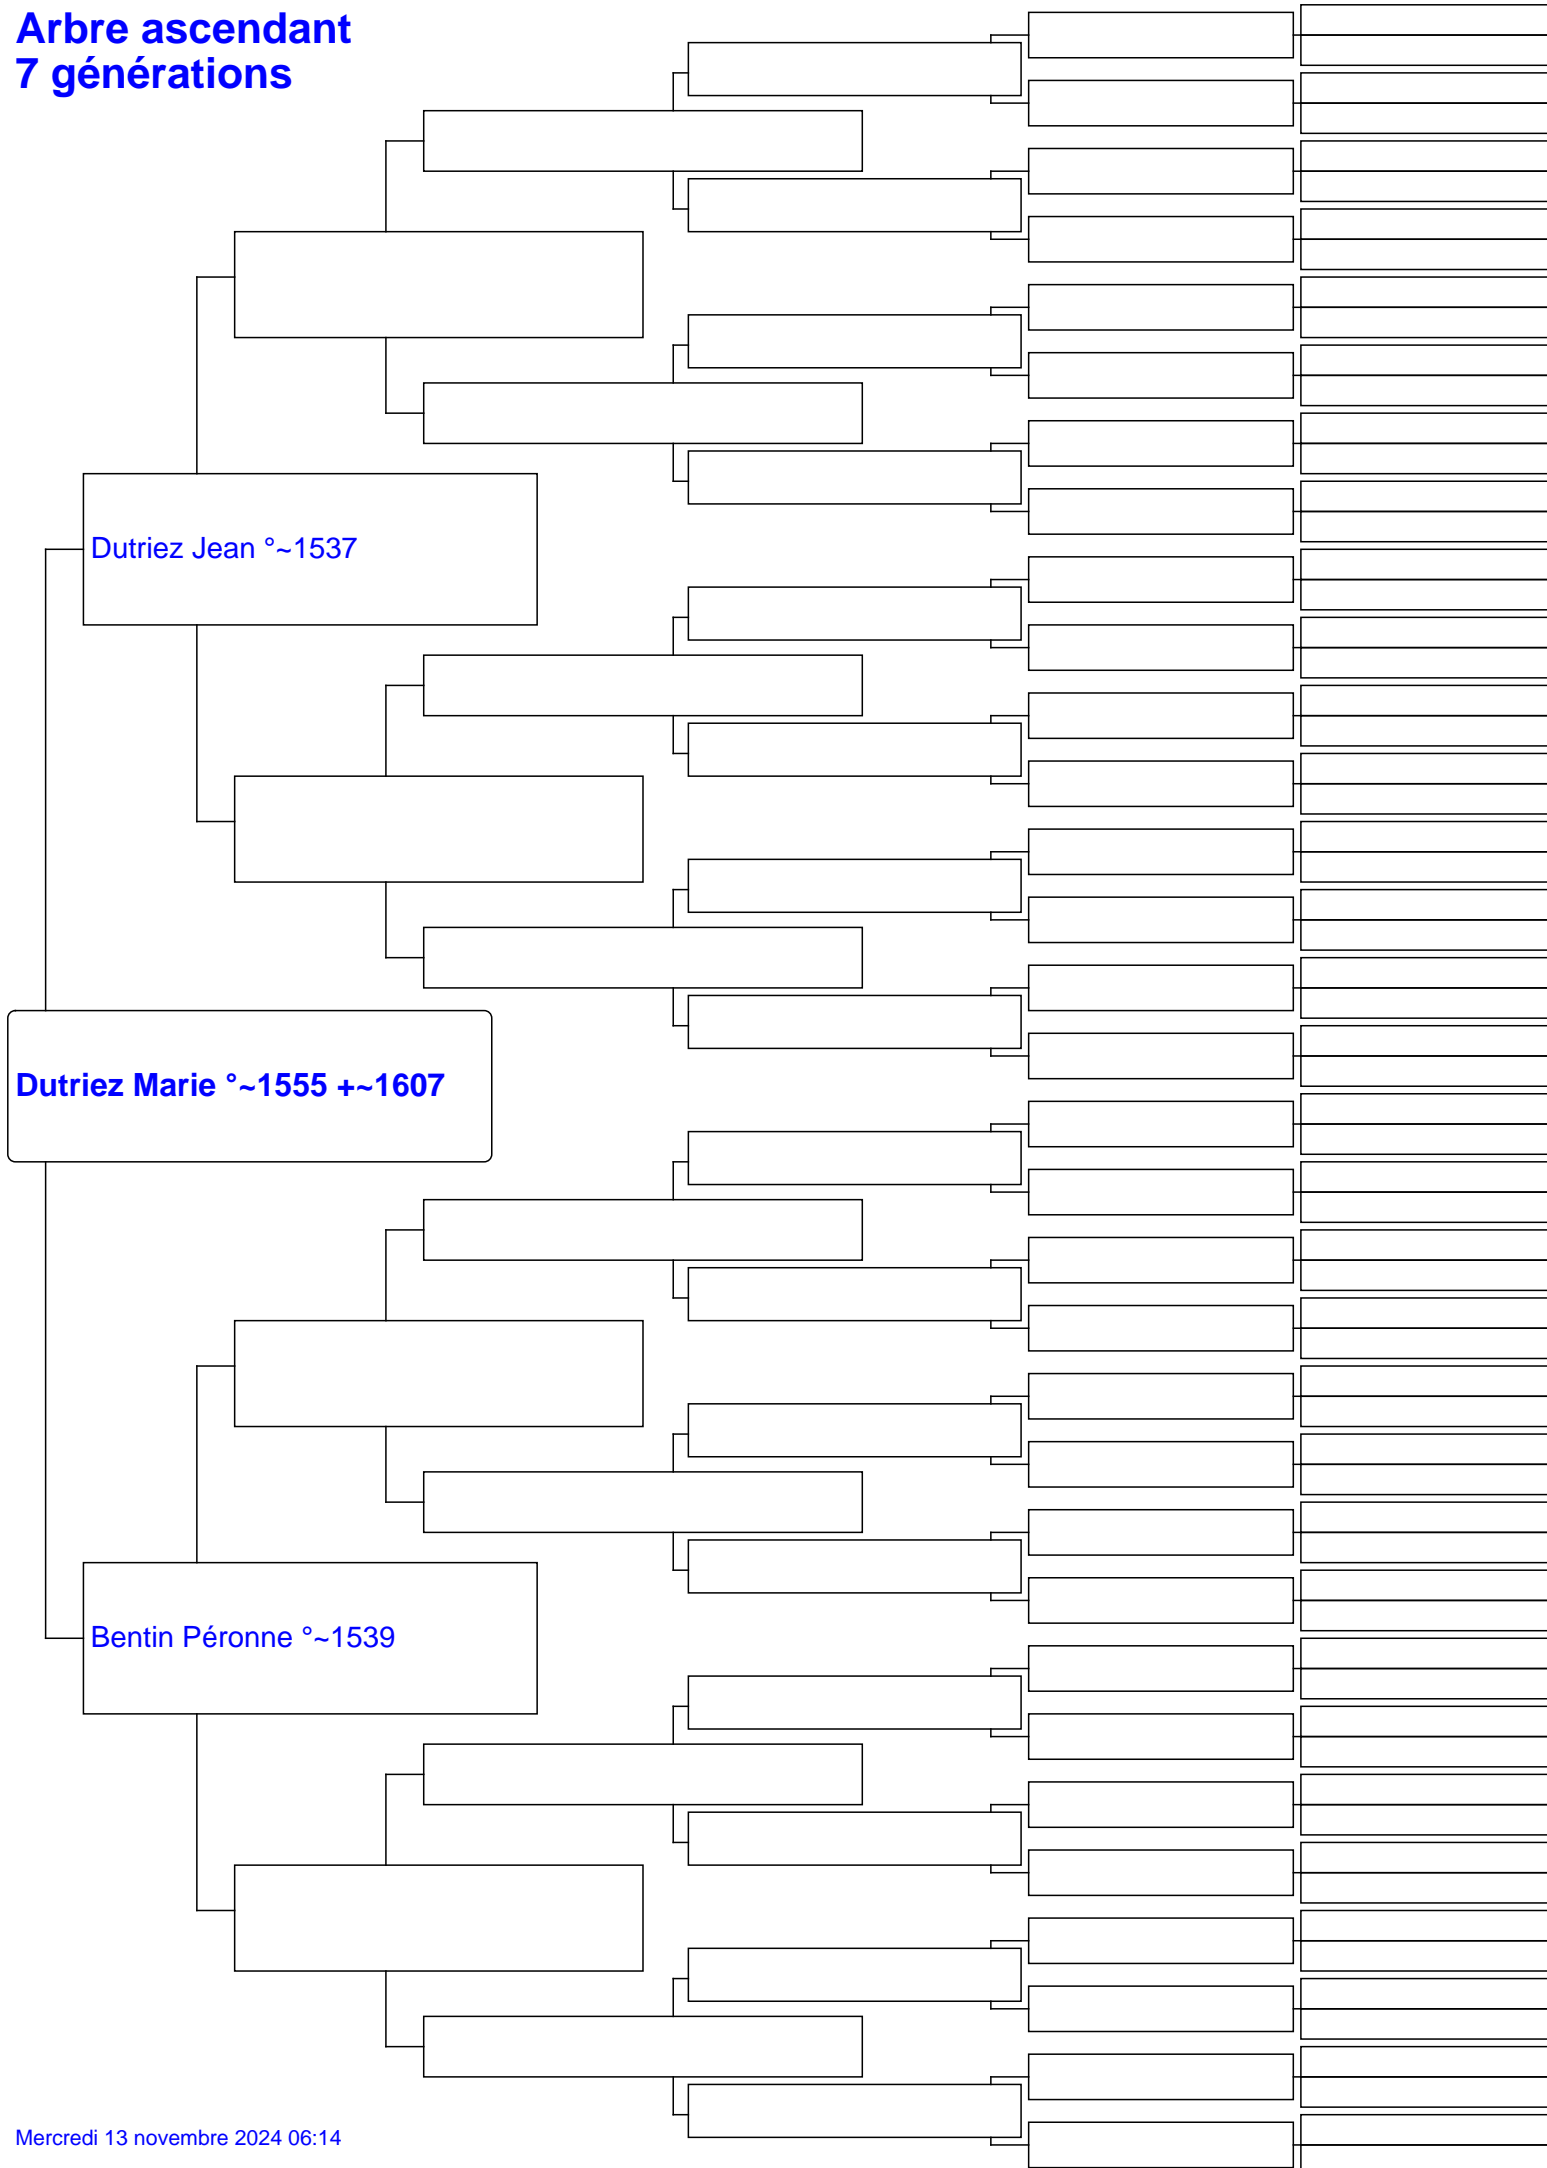 Arbre ascendant
7 générations
Dutriez Jean °~1537
Dutriez Marie °~1555 +~1607
Bentin Péronne °~1539
Mercredi 13 novembre 2024 06:14